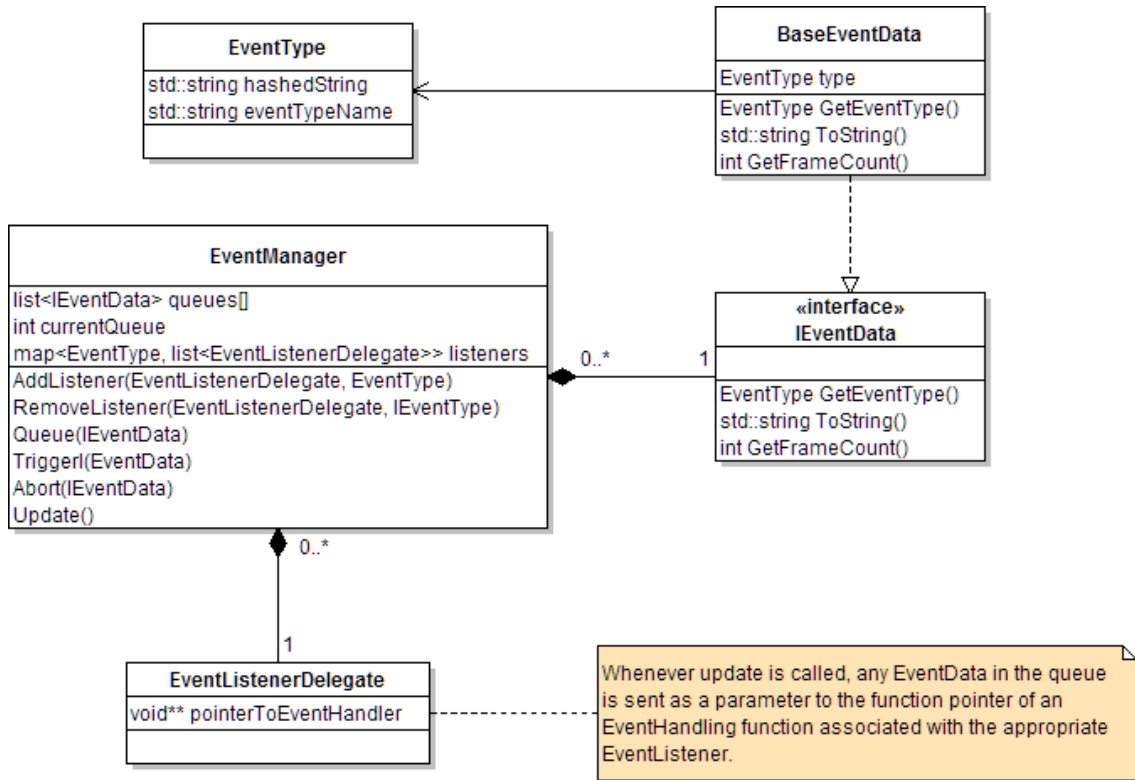 EventType
std::string hashedString
std::string eventTypeName
BaseEventData
EventType type
EventType GetEventType()
std::string ToString()
int GetFrameCount()
EventManager
list<IEventData> queues[]
int currentQueue
map<EventType, list<EventListenerDelegate>> listeners
AddListener(EventListenerDelegate, EventType)
RemoveListener(EventListenerDelegate, IEventType)
Queue(IEventData)
TriggerI(EventData)
Abort(IEventData)
Update()
0..*
1
«interface»
IEventData
EventType GetEventType()
std::string ToString()
int GetFrameCount()
0..*
1
EventListenerDelegate
void** pointerToEventHandler
Whenever update is called, any EventData in the queue
is sent as a parameter to the function pointer of an
EventHandling function associated with the appropriate
EventListener.